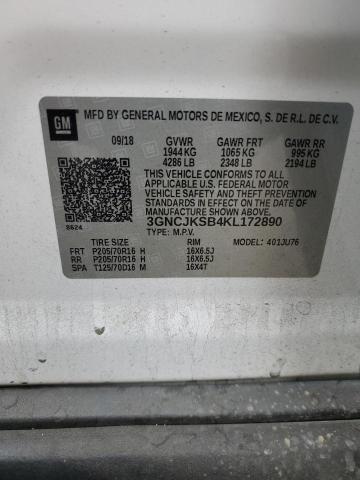 GM
MFD BY GENERAL MOTORS DE MEXICO, S. DE R.L. DE C.V.
09/18 GVWR GAWR FRT GAWR RR
1944 KG 1065 KG 995 KG
4286 LB 2348 LB 2194 LB
THIS VEHICLE CONFORMS TO ALL
APPLICABLE U.S. FEDERAL MOTOR
VEHICLE SAFETY AND THEFT
PREVENTION STANDARDS IN EFFECT
ON THE DATE OF MANUFACTURE
SHOWN ABOVE.
8624 3GNCJKSB4KL172890
TYPE: M.P.V. MODEL: 401JU76
TIRE SIZE RIM
FRT P205/70R16 H 16X6.5J
RR P205/70R16 H 16X6.5J
SPA T125/70D16 M 16X4T